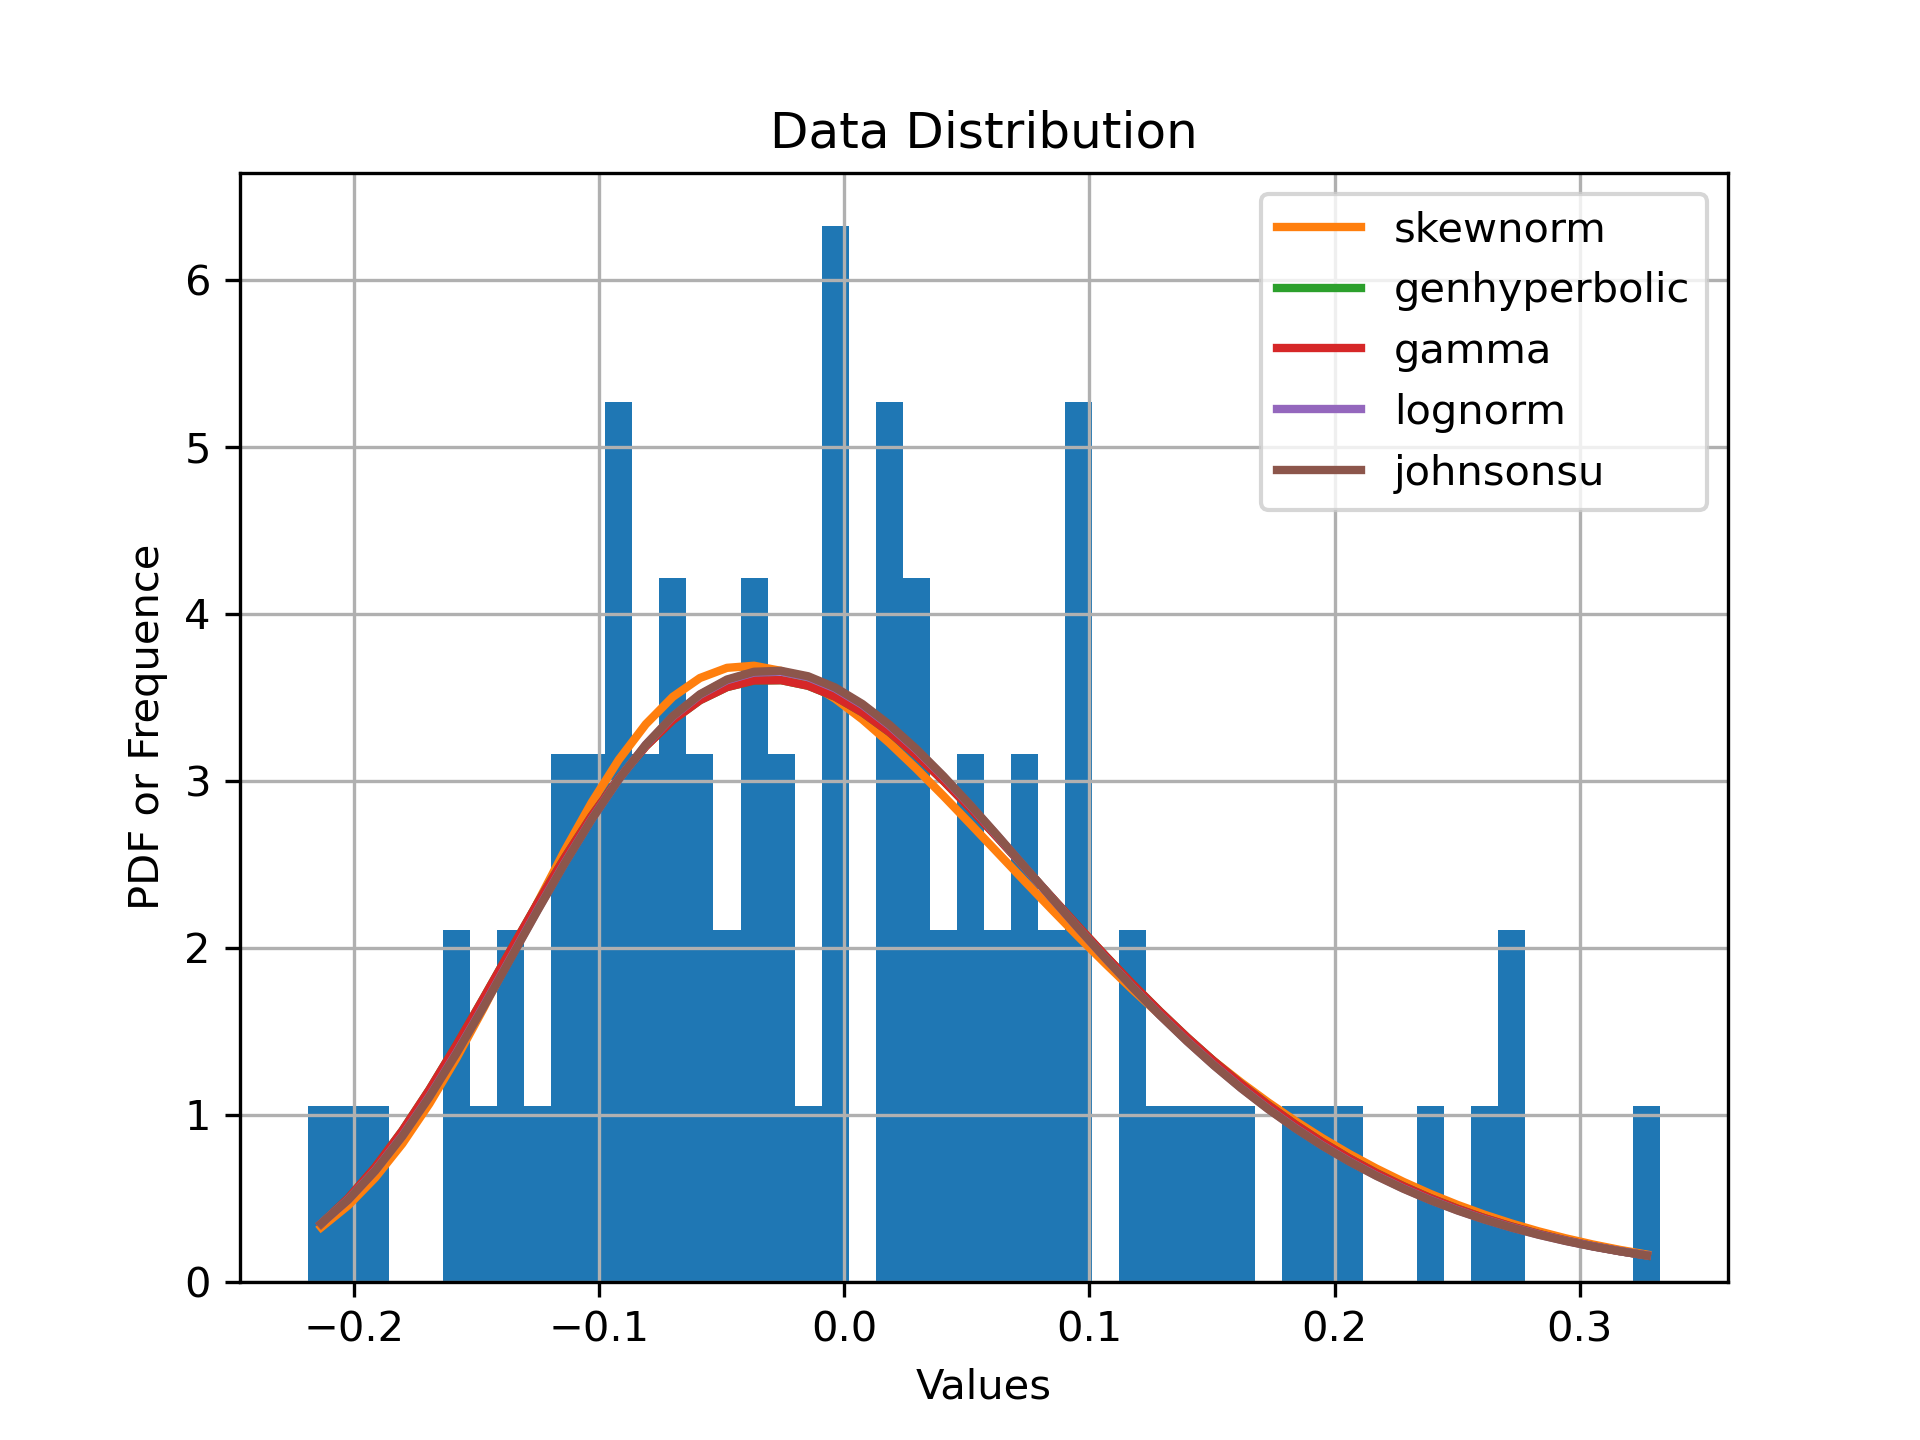 Data Distribution
skewnorm
genhyperbolic
gamma
lognorm
johnsonsu
PDF or Frequence
6
5
4
3
2
1
0
−0.2 −0.1 0.0 0.1 0.2 0.3
Values